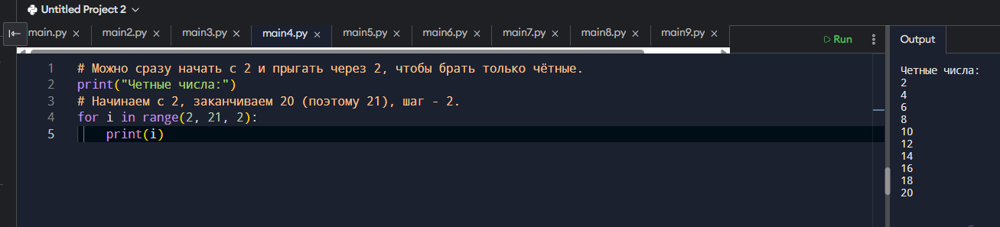 Untitled Project 2
main.py × main2.py × main3.py × main4.py × main5.py × main6.py × main7.py × main8.py × main9.py ×
Run
Output
1 # Можно сразу начать с 2 и прыгать через 2, чтобы брать только чётные.
2 print("Четные числа:")
3 # Начинаем с 2, заканчиваем 20 (поэтому 21), шаг - 2.
4 for i in range(2, 21, 2):
5     print(i)
Четные числа:
2
4
6
8
10
12
14
16
18
20